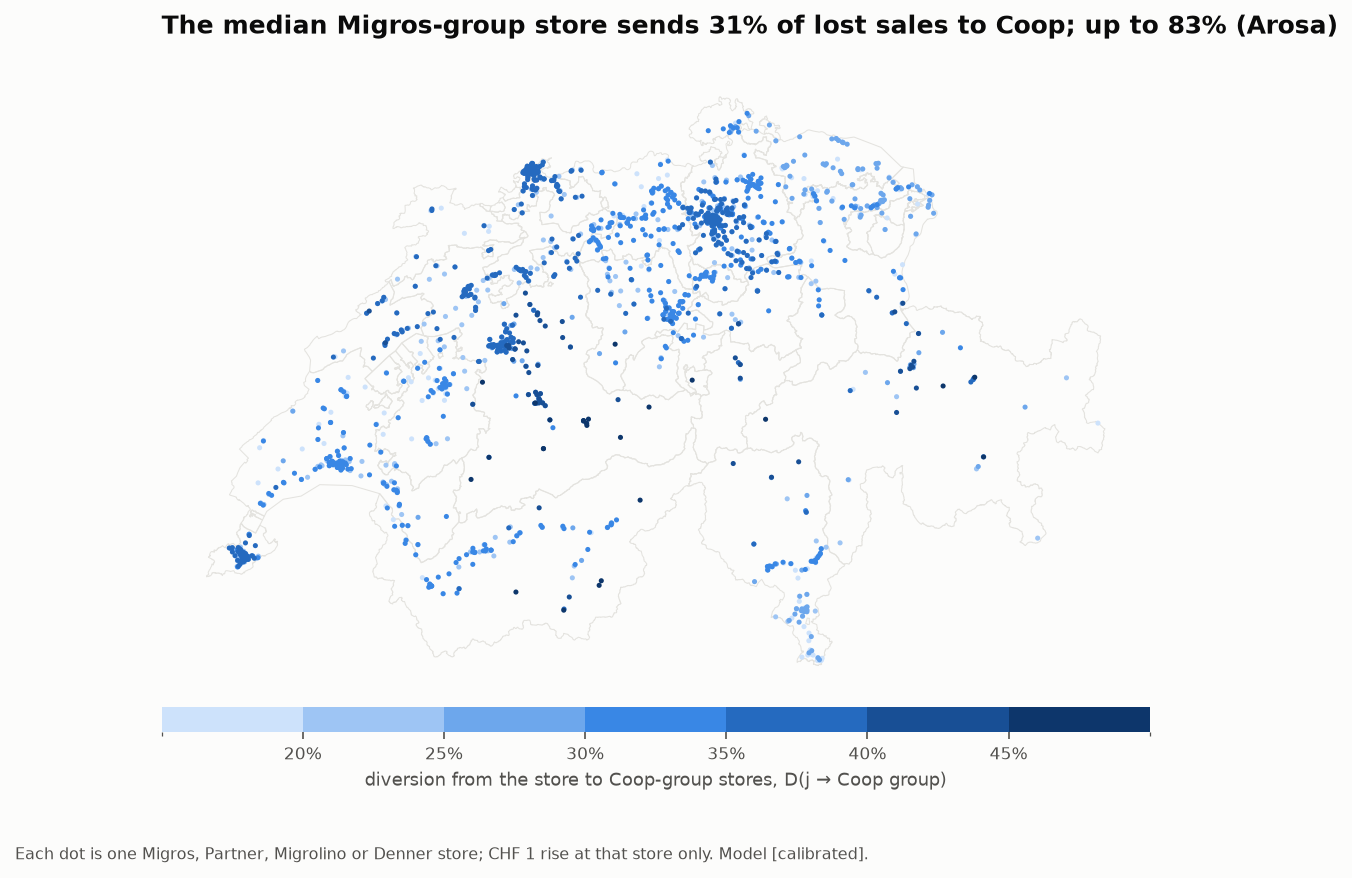 The median Migros-group store sends 31% of lost sales to Coop; up to 83% (Arosa)
20% 25% 30% 35% 40% 45%
diversion from the store to Coop-group stores, D(j → Coop group)
Each dot is one Migros, Partner, Migrolino or Denner store; CHF 1 rise at that store only. Model [calibrated].